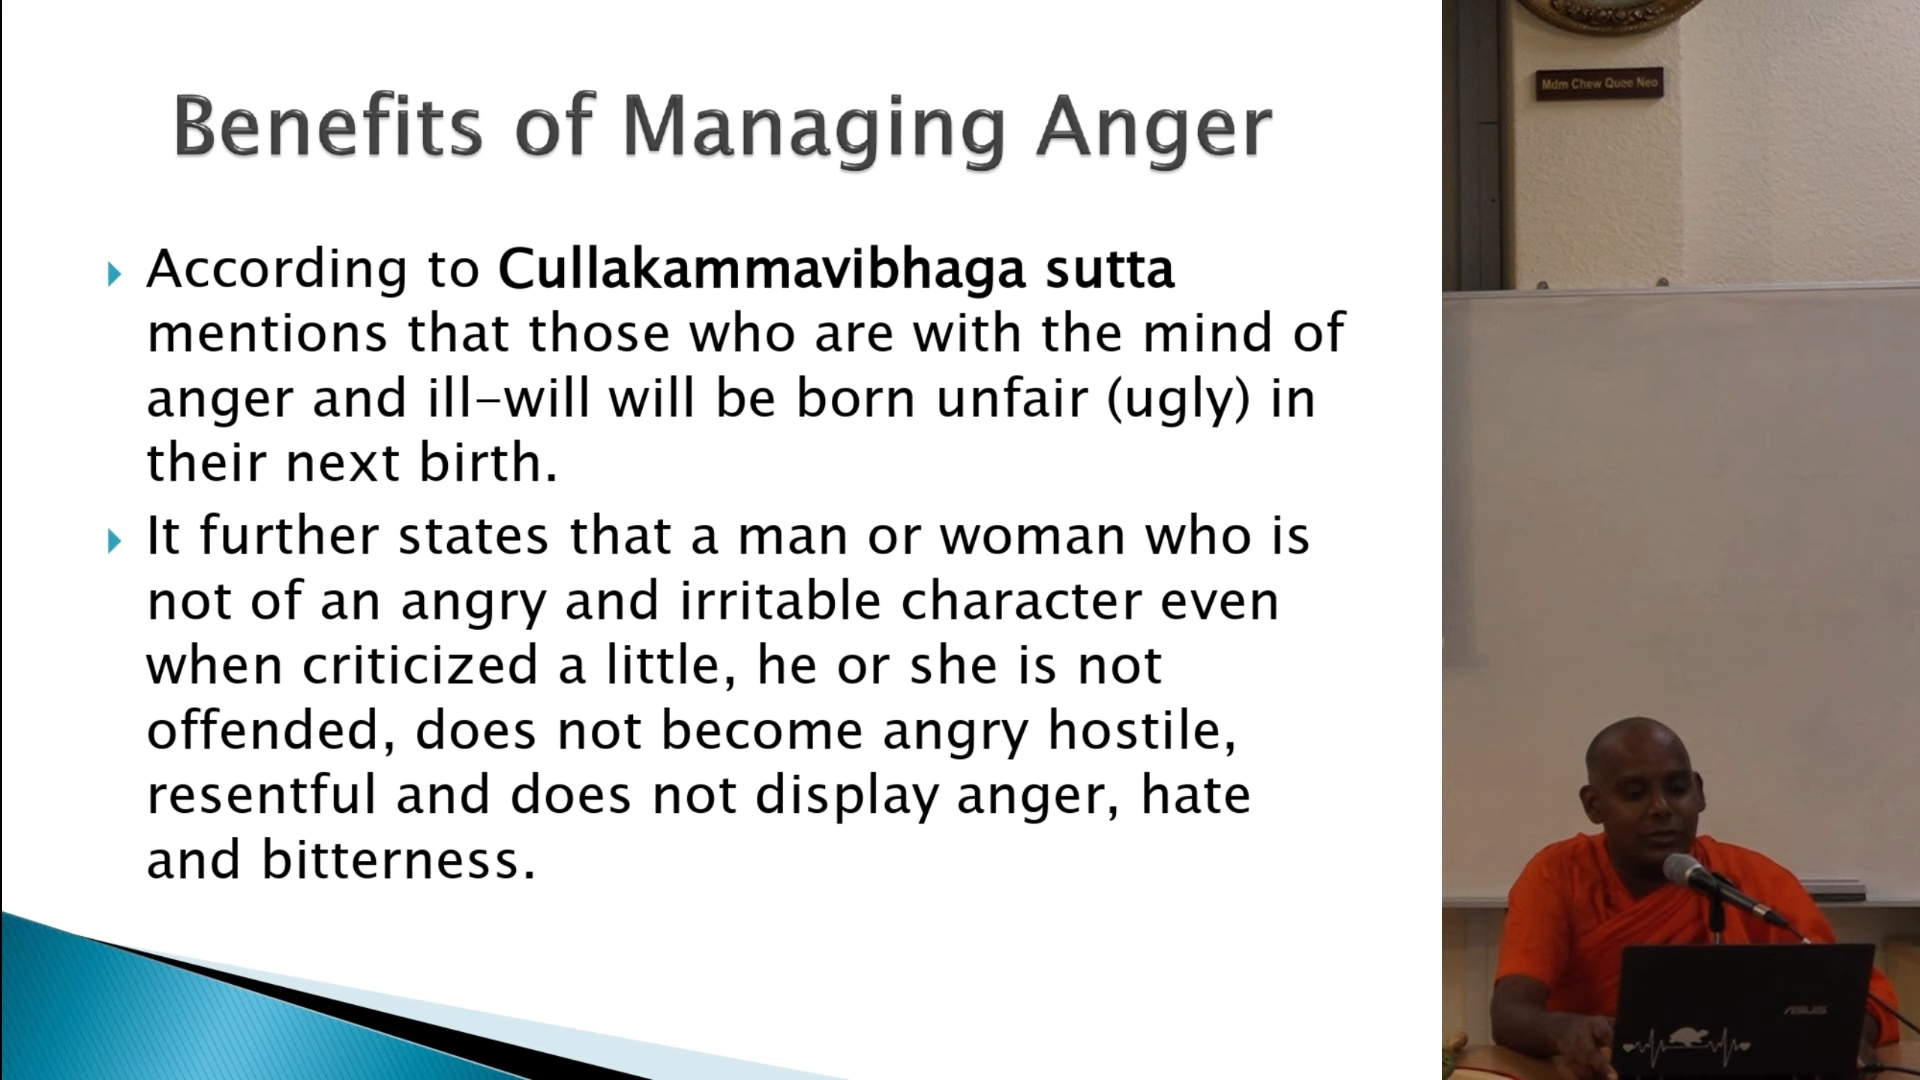 Benefits of Managing Anger
According to Cullakammavibhaga sutta
mentions that those who are with the mind of
anger and ill-will will be born unfair (ugly) in
their next birth.
It further states that a man or woman who is
not of an angry and irritable character even
when criticized a little, he or she is not
offended, does not become angry hostile,
resentful and does not display anger, hate
and bitterness.
Mdm Chew Quee Neo
ASUS